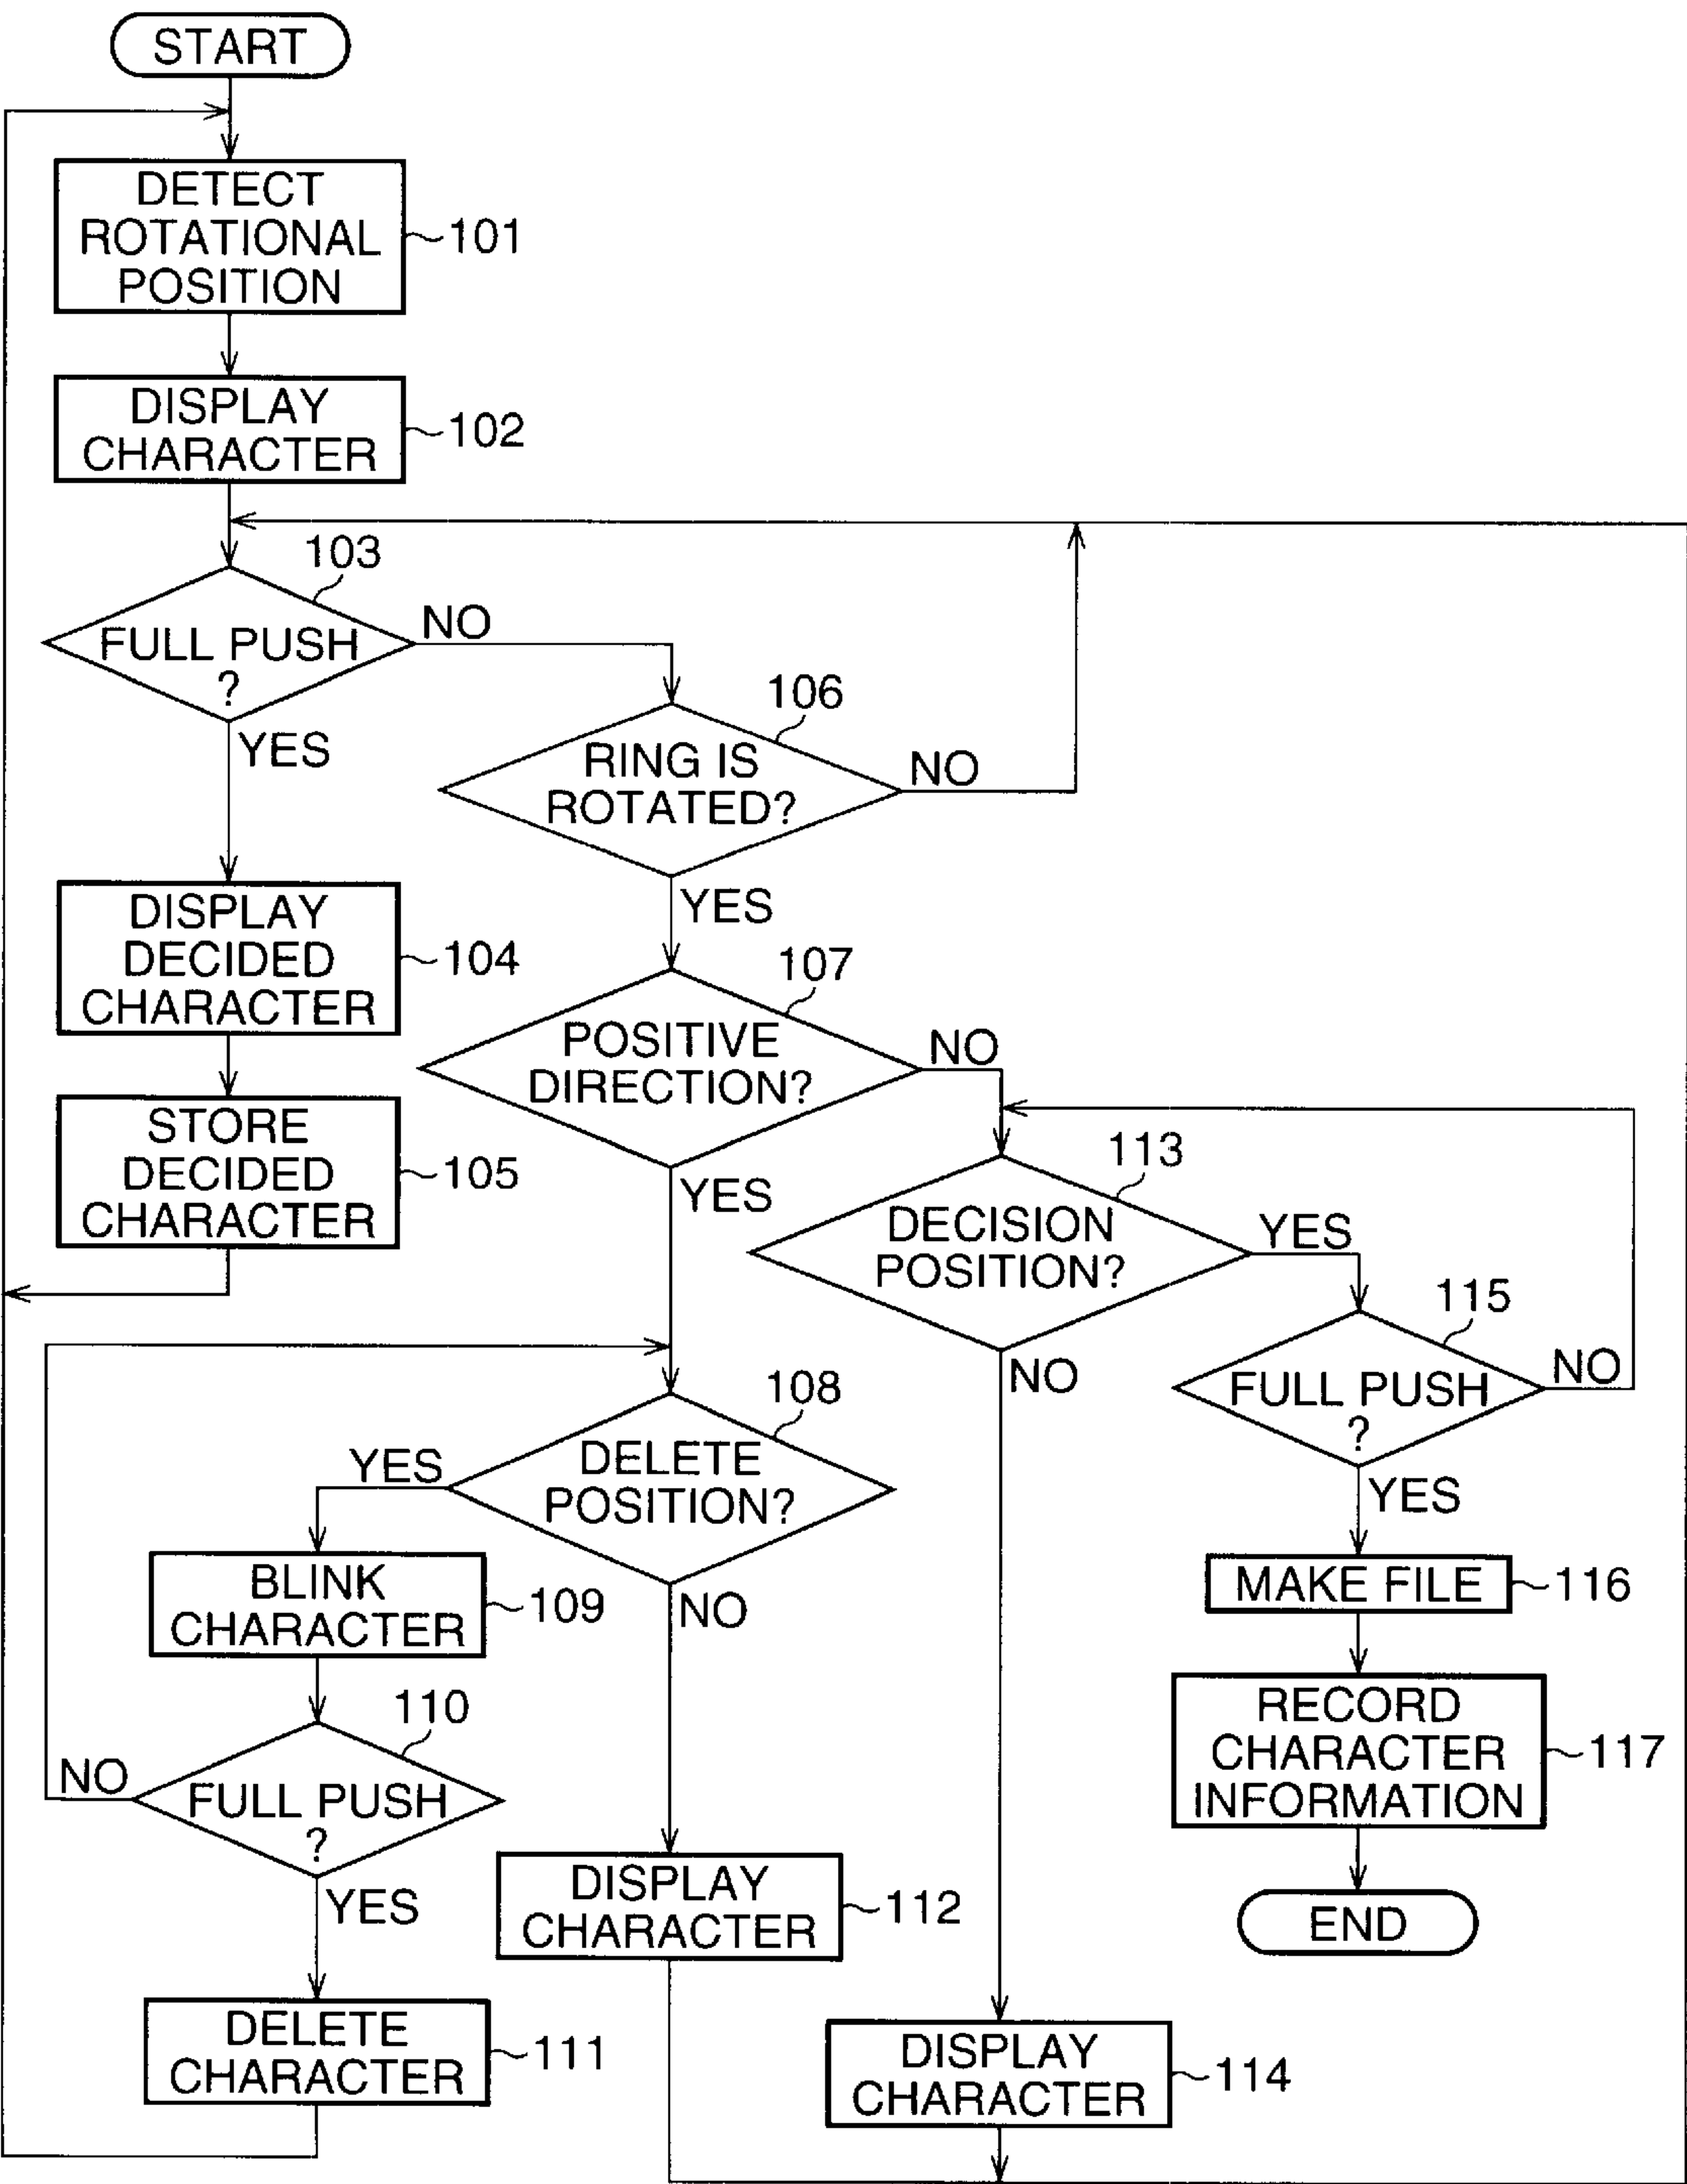 START
DETECT
ROTATIONAL
POSITION
101
DISPLAY
CHARACTER
102
103
FULL PUSH
?
NO
YES
106
RING IS
ROTATED?
NO
YES
DISPLAY
DECIDED
CHARACTER
104
107
POSITIVE
DIRECTION?
NO
YES
STORE
DECIDED
CHARACTER
105
113
DECISION
POSITION?
YES
NO
115
FULL PUSH
?
NO
YES
108
DELETE
POSITION?
YES
NO
BLINK
CHARACTER
109
MAKE FILE
116
110
FULL PUSH
?
NO
YES
RECORD
CHARACTER
INFORMATION
117
DISPLAY
CHARACTER
112
END
DELETE
CHARACTER
111
DISPLAY
CHARACTER
114